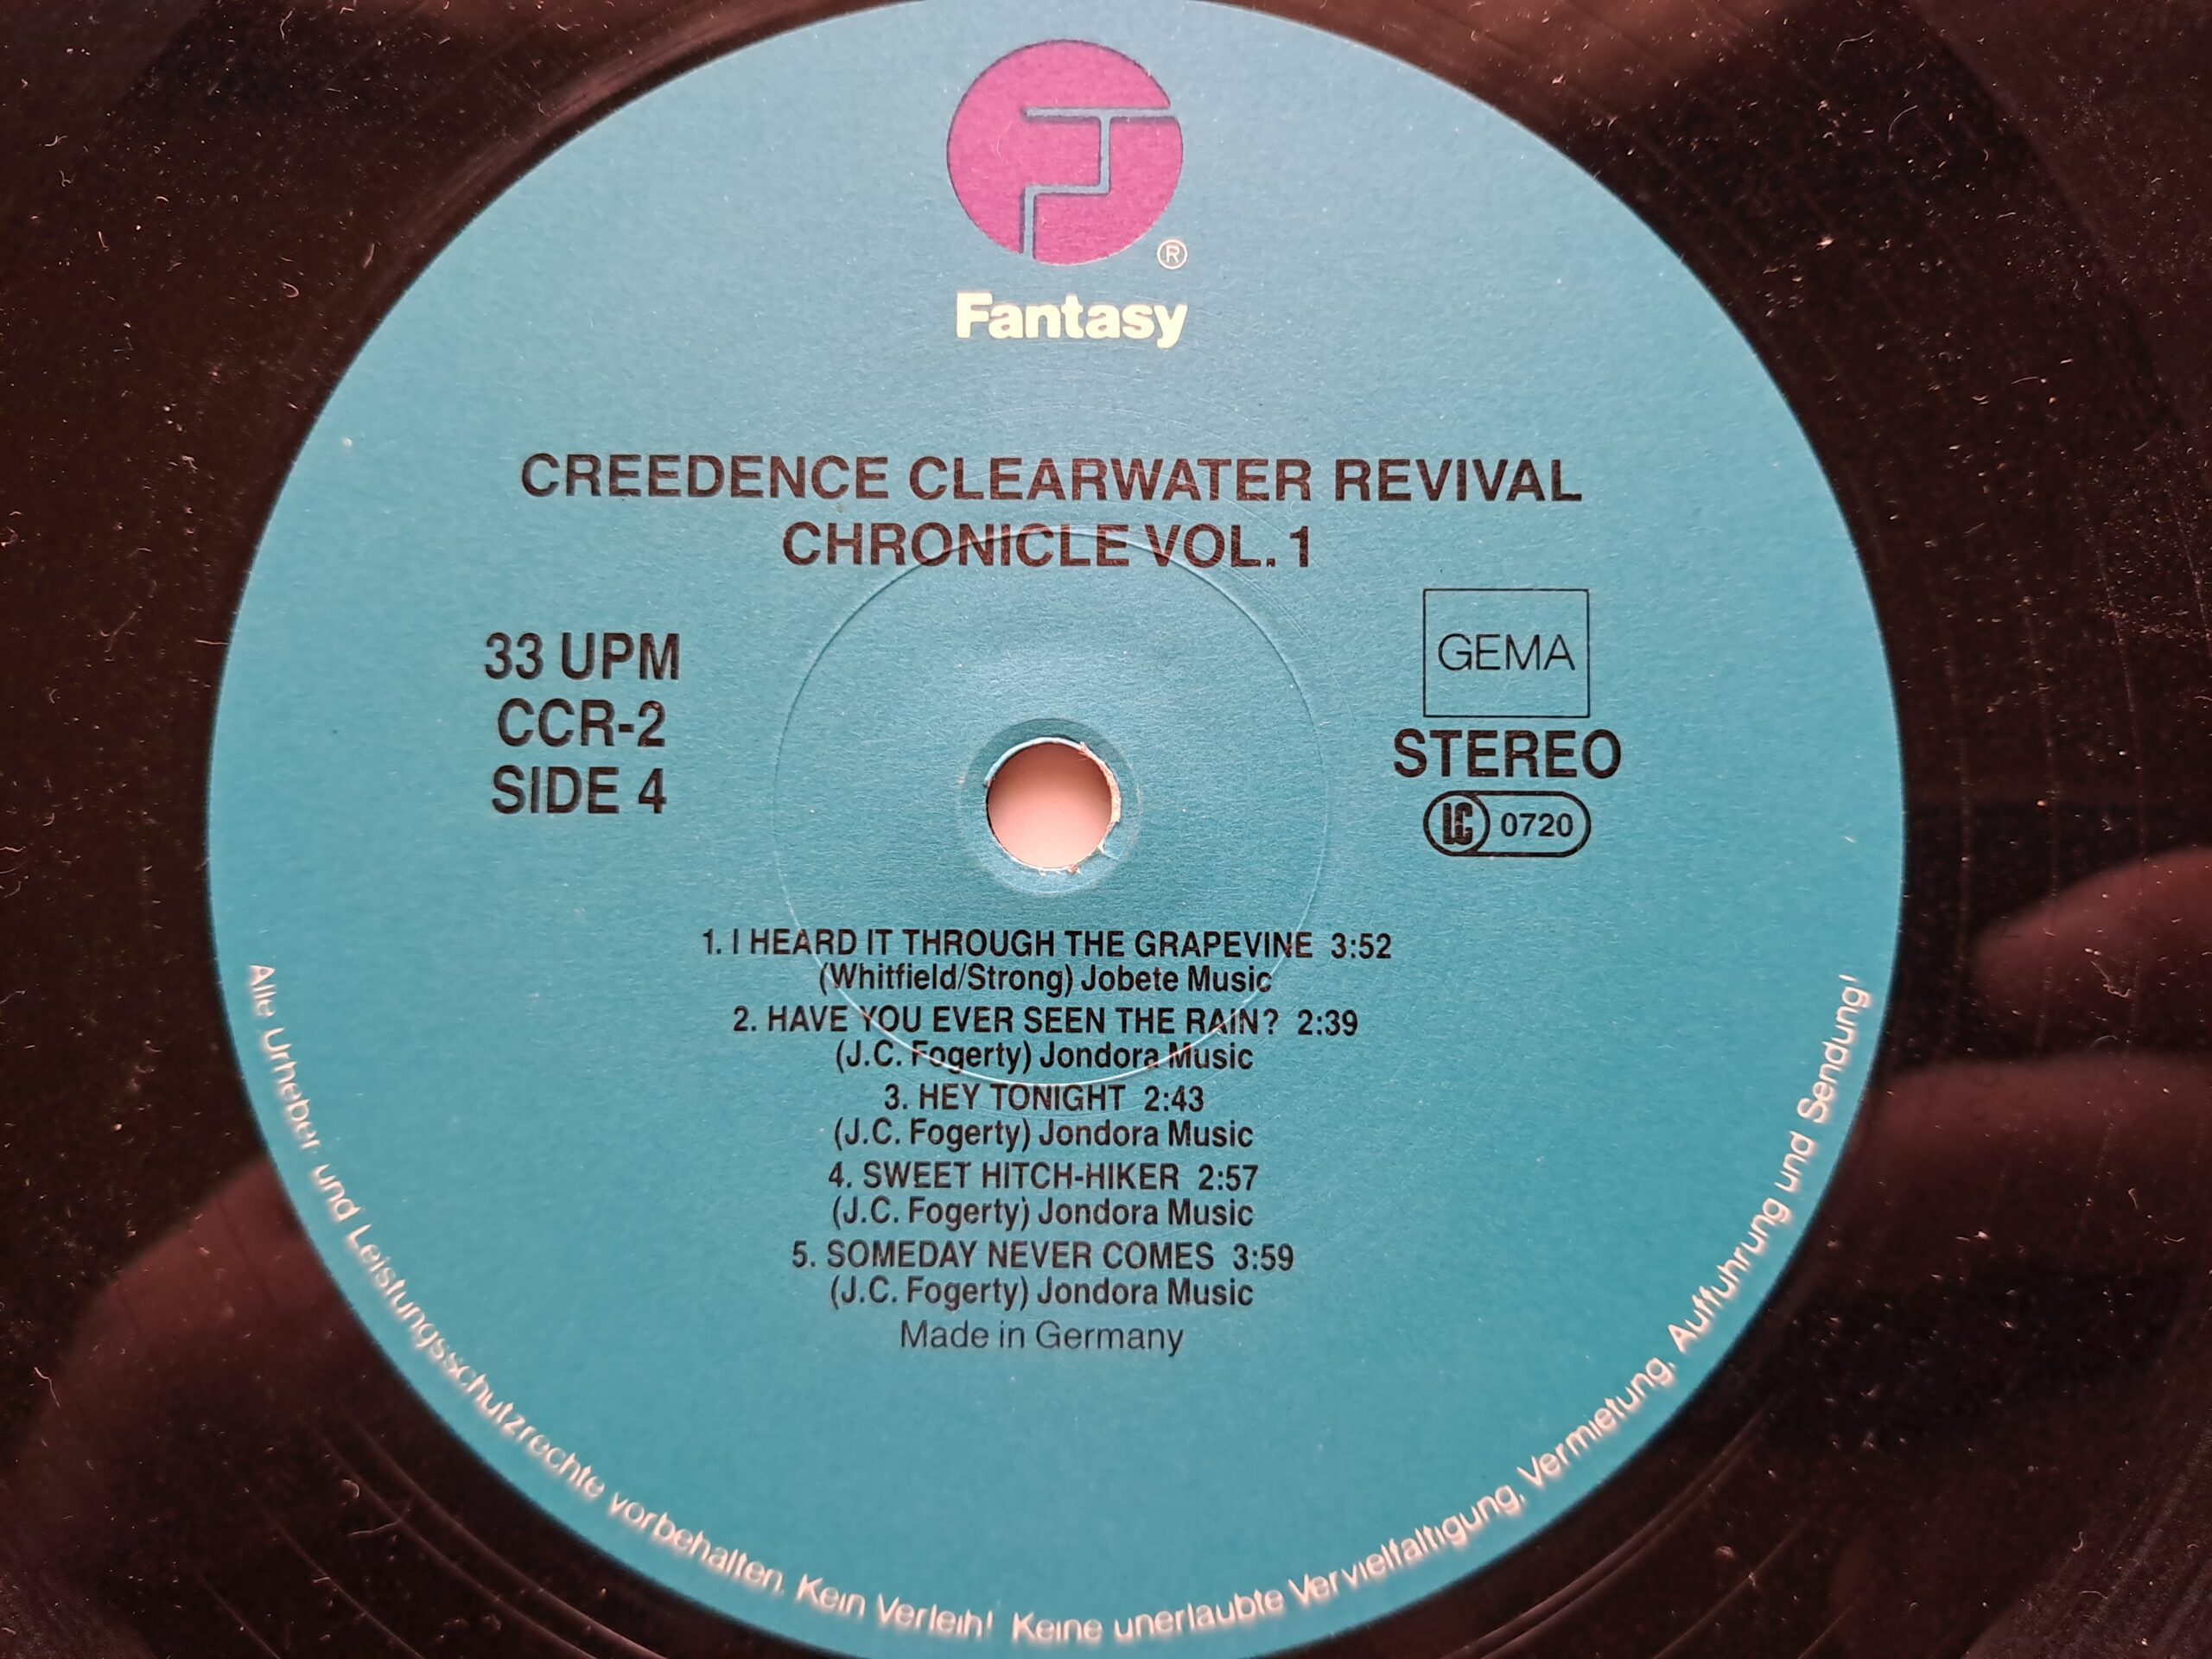 ®
Fantasy
CREEDENCE CLEARWATER REVIVAL
CHRONICLE VOL. 1
33 UPM
CCR-2
SIDE 4
GEMA
STEREO
LC 0720
1. I HEARD IT THROUGH THE GRAPEVINE 3:52
(Whitfield/Strong) Jobete Music
2. HAVE YOU EVER SEEN THE RAIN? 2:39
(J.C. Fogerty) Jondora Music
3. HEY TONIGHT 2:43
(J.C. Fogerty) Jondora Music
4. SWEET HITCH-HIKER 2:57
(J.C. Fogerty) Jondora Music
5. SOMEDAY NEVER COMES 3:59
(J.C. Fogerty) Jondora Music
Made in Germany
Alle Urheber- und Leistungsschutzrechte vorbehalten. Kein Verleih! Keine unerlaubte Vervielfältigung, Vermietung, Aufführung und Sendung!